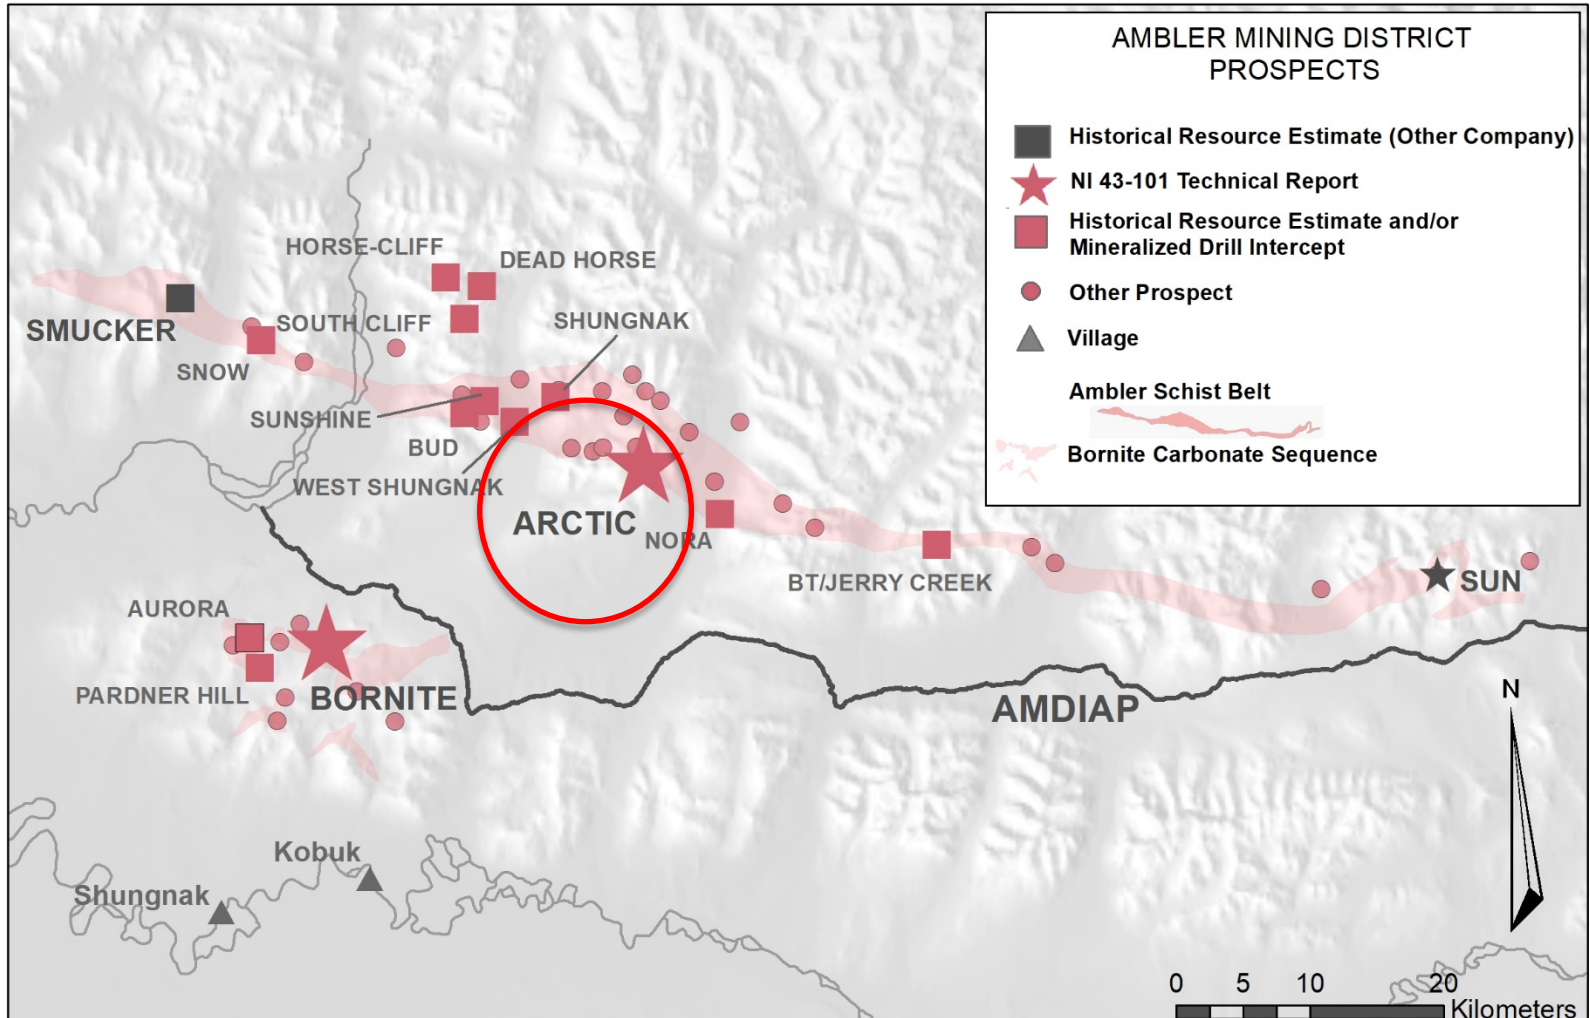 AMBLER MINING DISTRICT
PROSPECTS
Historical Resource Estimate (Other Company)
NI 43-101 Technical Report
Historical Resource Estimate and/or
Mineralized Drill Intercept
Other Prospect
Village
Ambler Schist Belt
Bornite Carbonate Sequence
HORSE-CLIFF
DEAD HORSE
SMUCKER
SOUTH CLIFF
SHUNGNAK
SNOW
SUNSHINE
BUD
WEST SHUNGNAK
ARCTIC
NORA
BT/JERRY CREEK
SUN
AURORA
PARDNER HILL
BORNITE
AMDIAP
N
Kobuk
Shungnak
0 5 10 20
Kilometers